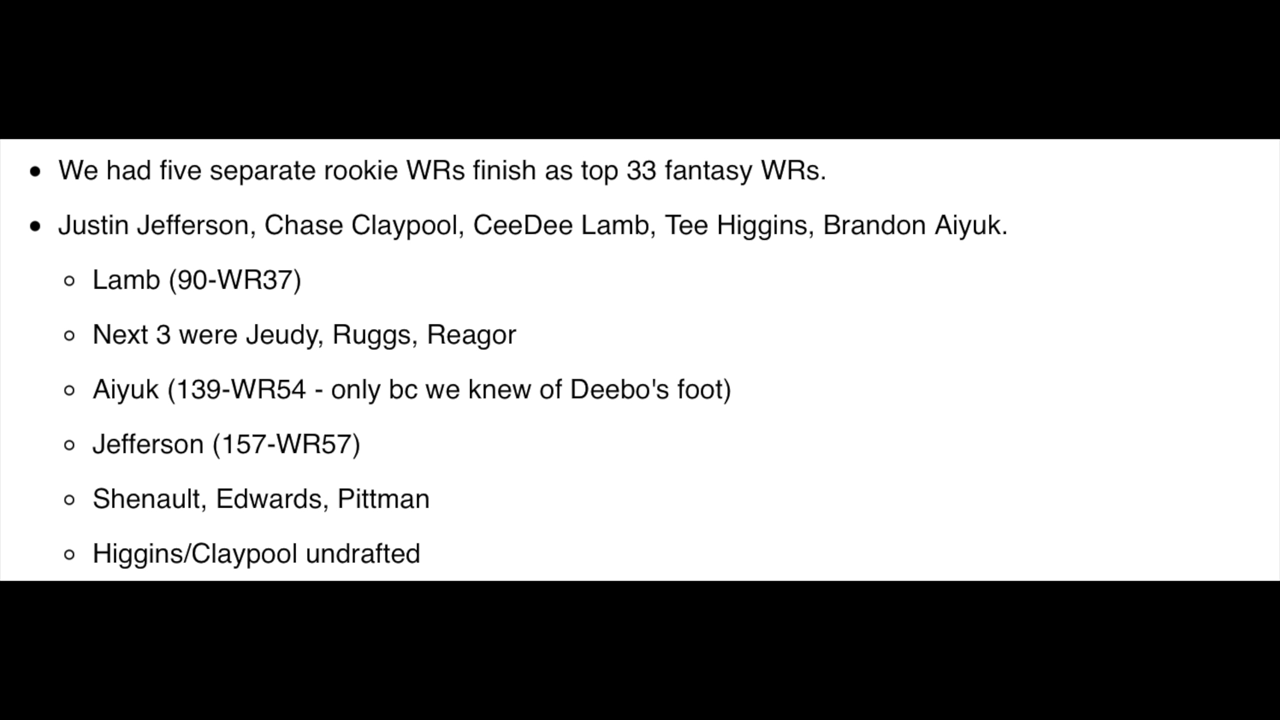 • We had five separate rookie WRs finish as top 33 fantasy WRs.
• Justin Jefferson, Chase Claypool, CeeDee Lamb, Tee Higgins, Brandon Aiyuk.
◦ Lamb (90-WR37)
◦ Next 3 were Jeudy, Ruggs, Reagor
◦ Aiyuk (139-WR54 - only bc we knew of Deebo's foot)
◦ Jefferson (157-WR57)
◦ Shenault, Edwards, Pittman
◦ Higgins/Claypool undrafted